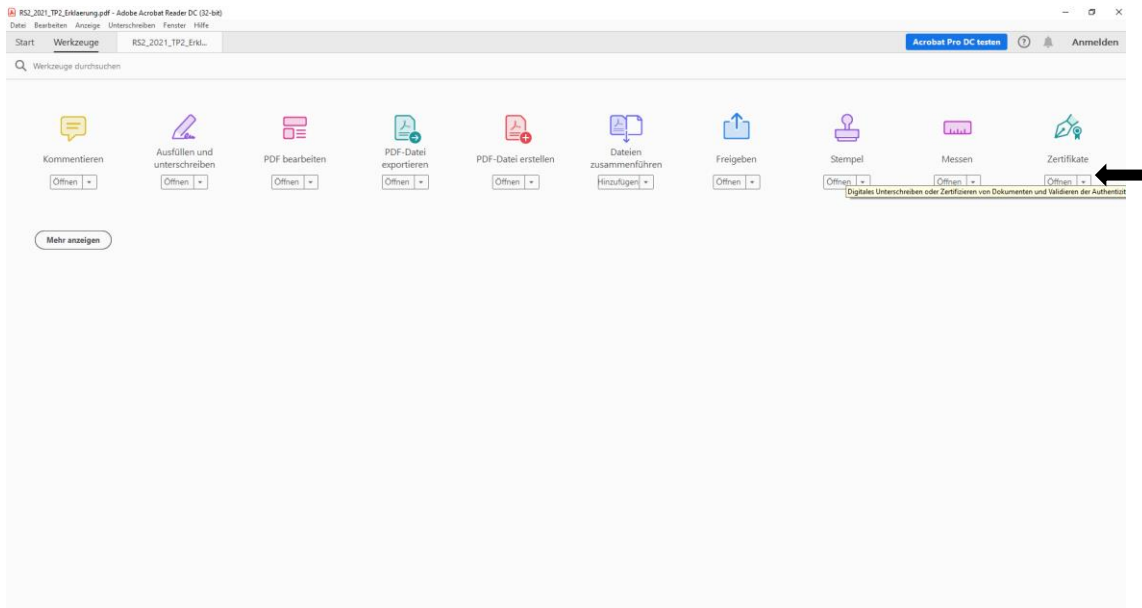 RS2_2021_TP2_Erklaerung.pdf - Adobe Acrobat Reader DC (32-bit)
Datei Bearbeiten Anzeige Unterschreiben Fenster Hilfe
Start Werkzeuge RS2_2021_TP2_Erkl... Acrobat Pro DC testen Anmelden
Werkzeuge durchsuchen
Kommentieren
Öffnen
Ausfüllen und
unterschreiben
Öffnen
PDF bearbeiten
Öffnen
PDF-Datei
exportieren
Öffnen
PDF-Datei erstellen
Öffnen
Dateien
zusammenführen
Hinzufügen
Freigeben
Öffnen
Stempel
Öffnen
Messen
Öffnen
Zertifikate
Öffnen
Digitales Unterschreiben oder Zertifizieren von Dokumenten und Validieren der Authentizit
Mehr anzeigen